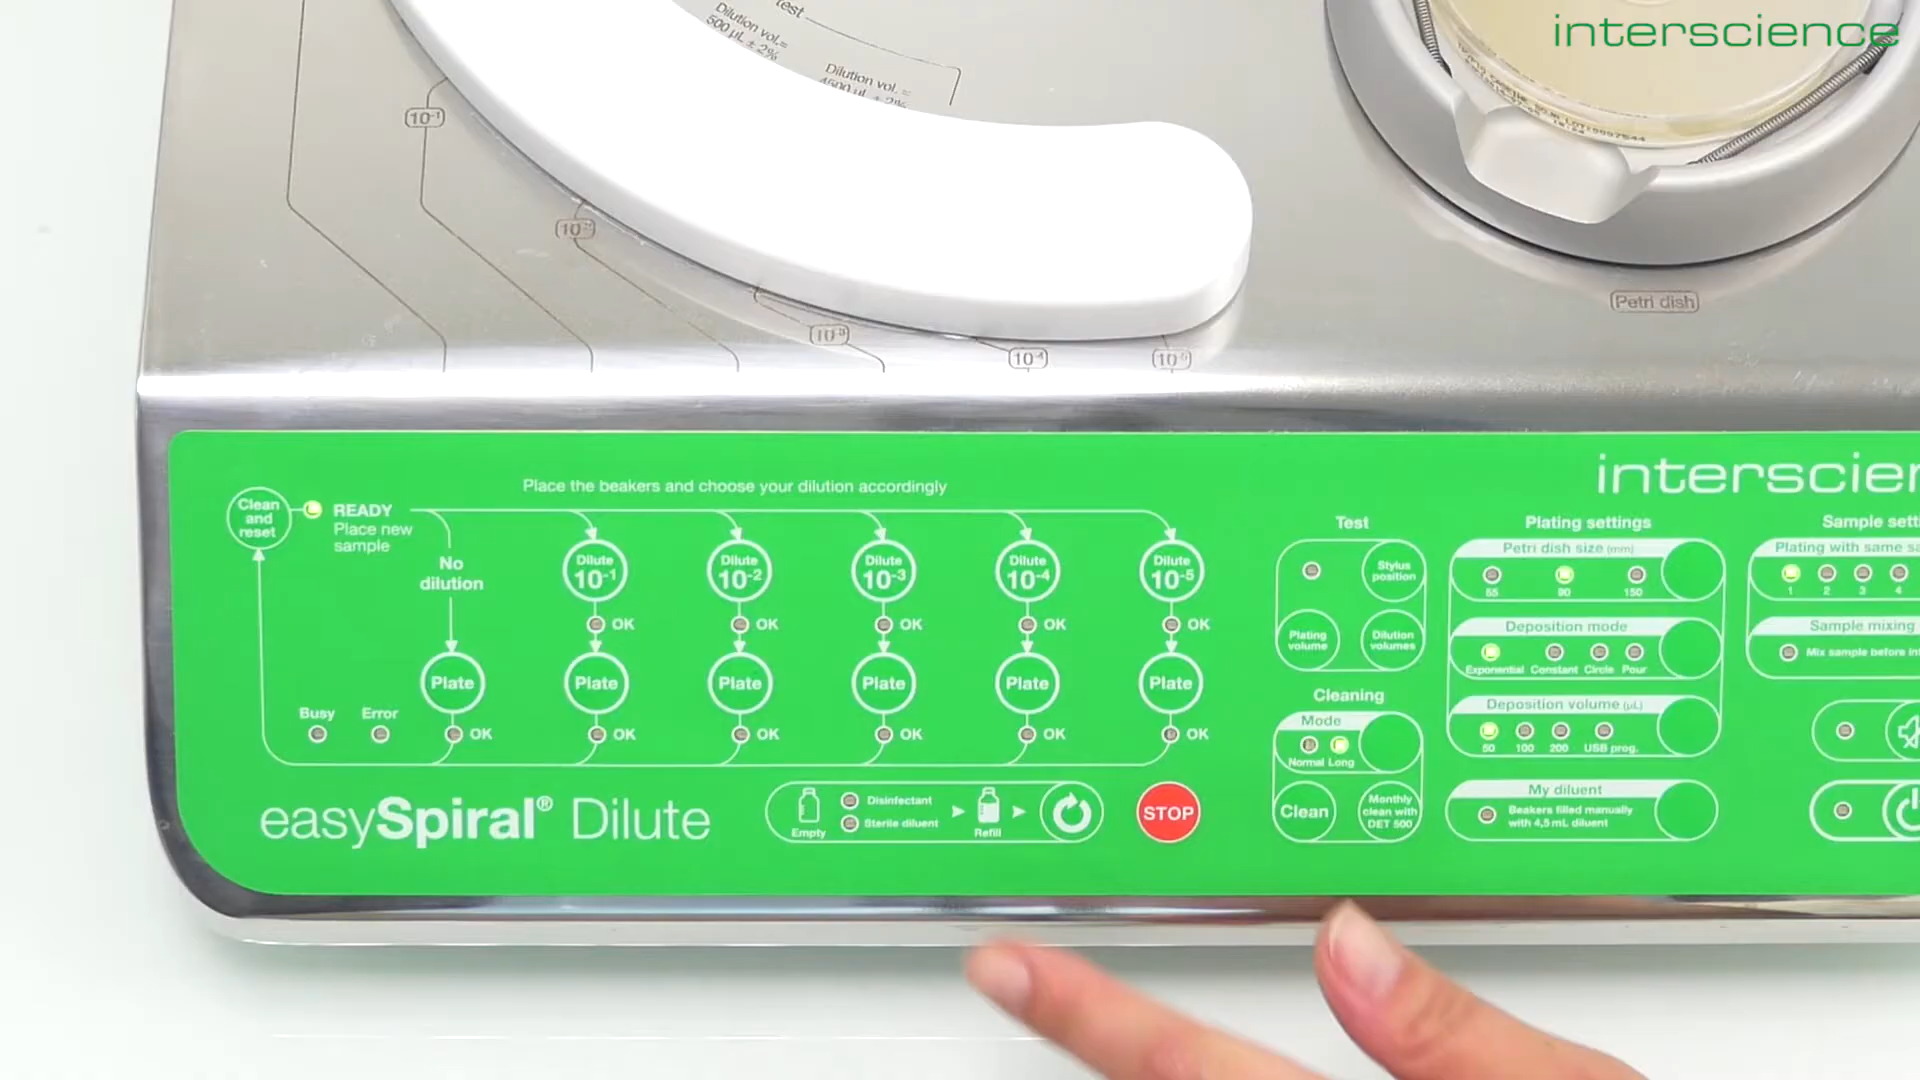 interscience
Test
Dilution vol.=
500 µL ± 2%
Dilution vol. =
4500 µL ± 2%
10-1
10-3
10-4
Petri dish
interscien
Place the beakers and choose your dilution accordingly
Clean
and
reset
READY
Place new
sample
No
dilution
Dilute
10-1
Dilute
10-2
Dilute
10-3
Dilute
10-4
Dilute
10-5
OK
OK
OK
OK
OK
Plate
Plate
Plate
Plate
Plate
Plate
Busy
Error
OK
OK
OK
OK
OK
OK
easySpiral® Dilute
Empty
Disinfectant
Sterile diluent
Refill
STOP
Test
Stylus
position
Plating
volume
Dilution
volumes
Cleaning
Mode
Normal Long
Clean
Monthly
clean with
DET 500
Plating settings
Petri dish size (mm)
55 90 150
Deposition mode
Exponential Constant Circle Pour
Deposition volume (µL)
50 100 200 USB prog.
My diluent
Beakers filled manually
with 4,5 mL diluent
Sample sett
Plating with same sa
1 2 3 4
Sample mixing
Mix sample before in